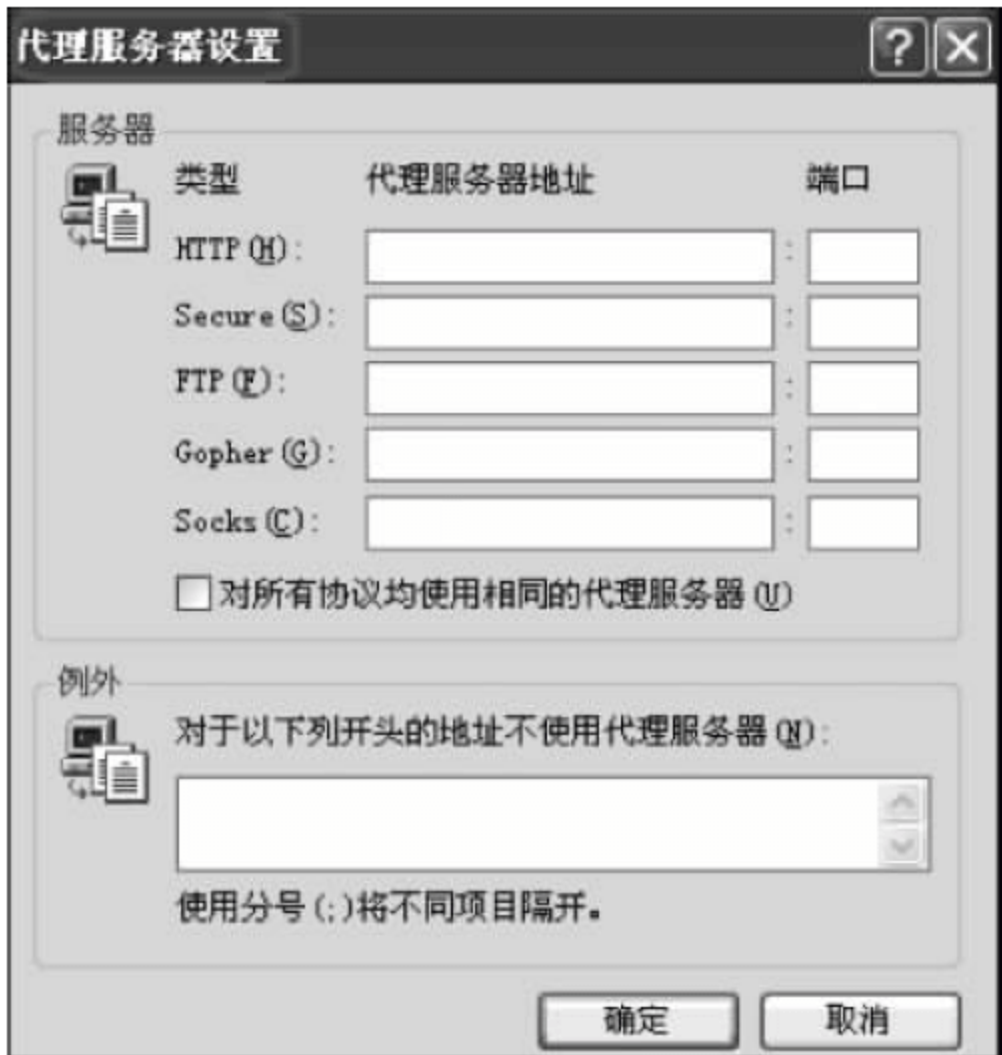 代理服务器设置
服务器
类型 代理服务器地址 端口
HTTP(H): :
Secure(S): :
FTP(F): :
Gopher(G): :
Socks(C): :
对所有协议均使用相同的代理服务器(U)
例外
对于以下列开头的地址不使用代理服务器(N):
使用分号(;)将不同项目隔开。
确定 取消